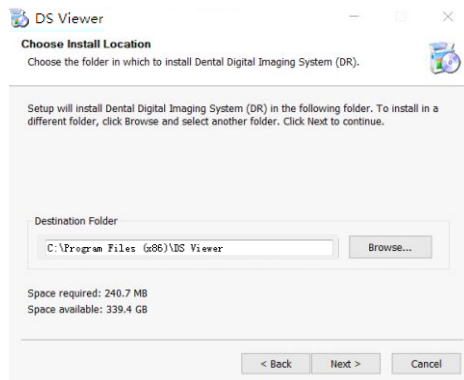 DS Viewer
Choose Install Location
Choose the folder in which to install Dental Digital Imaging System (DR).
Setup will install Dental Digital Imaging System (DR) in the following folder. To install in a
different folder, click Browse and select another folder. Click Next to continue.
Destination Folder
C:\Program Files (x86)\DS Viewer
Browse...
Space required: 240.7 MB
Space available: 339.4 GB
< Back
Next >
Cancel